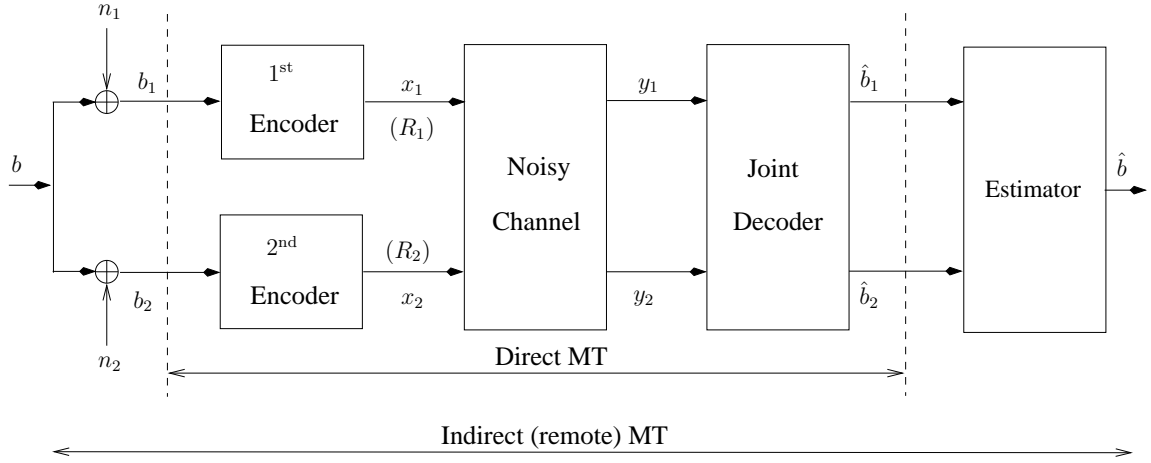 n₁
b₁
1ˢᵗ
Encoder
x₁
(R₁)
y₁
b̂₁
b
Noisy
Channel
Joint
Decoder
Estimator
b̂
2ⁿᵈ
Encoder
(R₂)
x₂
b₂
y₂
b̂₂
n₂
Direct MT
Indirect (remote) MT